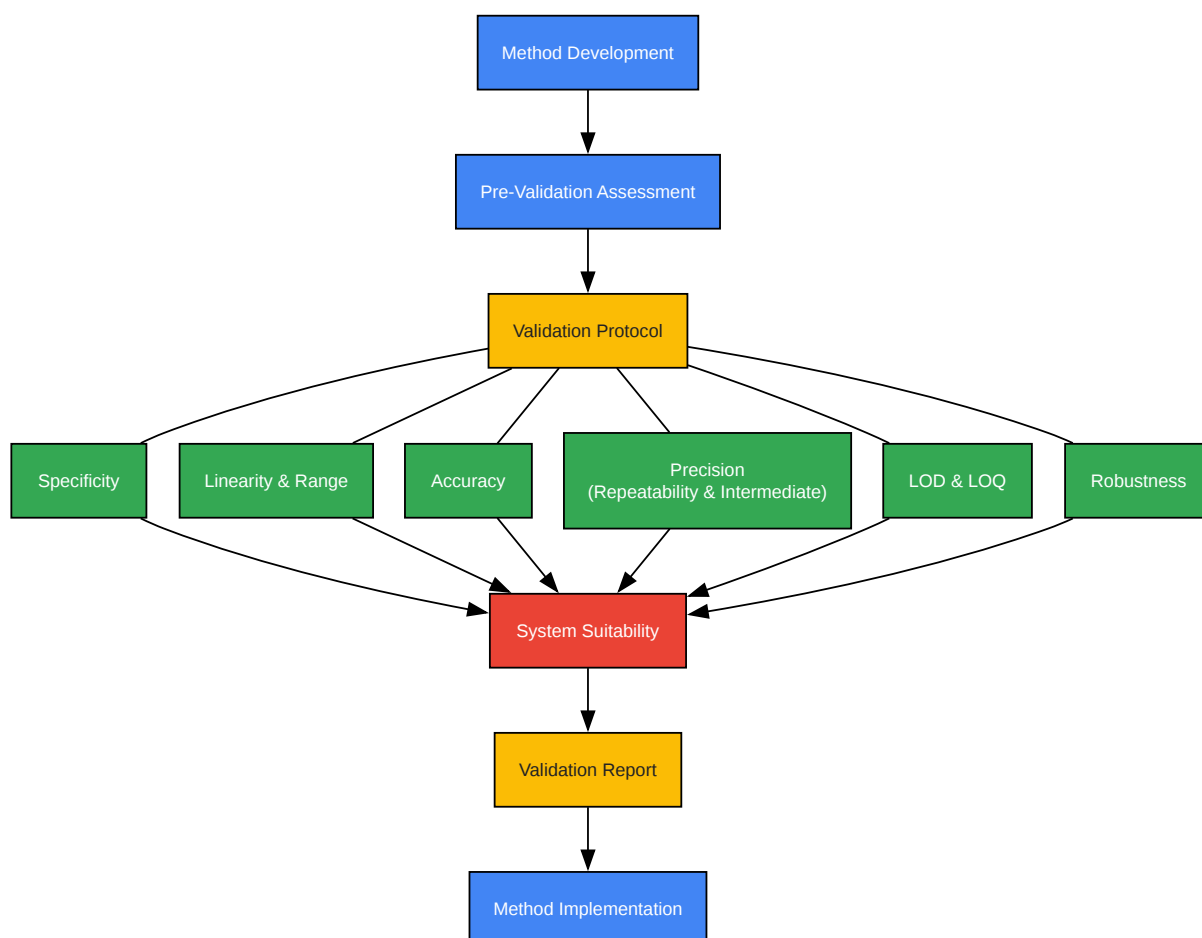 Method Development
Pre-Validation Assessment
Validation Protocol
Specificity
Linearity & Range
Accuracy
Precision
(Repeatability & Intermediate)
LOD & LOQ
Robustness
System Suitability
Validation Report
Method Implementation